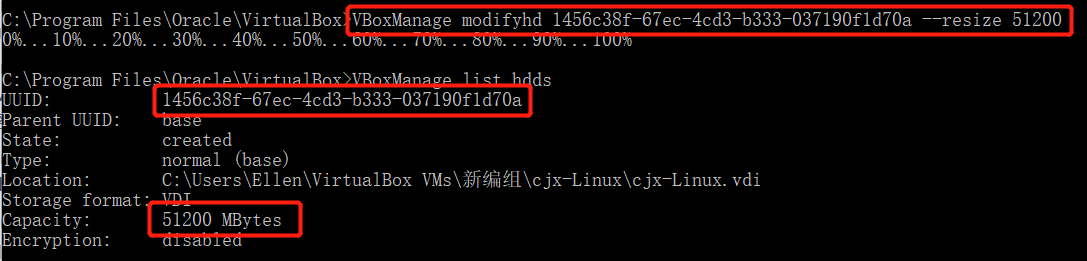 C:\Program Files\Oracle\VirtualBox>VBoxManage modifyhd 1456c38f-67ec-4cd3-b333-037190f1d70a --resize 51200
0%...10%...20%...30%...40%...50%...60%...70%...80%...90%...100%
C:\Program Files\Oracle\VirtualBox>VBoxManage list hdds
UUID: 1456c38f-67ec-4cd3-b333-037190f1d70a
Parent UUID: base
State: created
Type: normal (base)
Location: C:\Users\Ellen\VirtualBox VMs\新编组\cjx-Linux\cjx-Linux.vdi
Storage format: VDI
Capacity: 51200 MBytes
Encryption: disabled